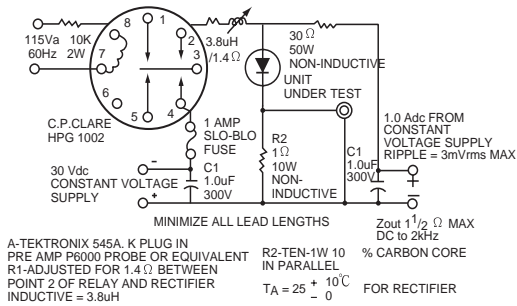 115Va
60Hz
10K
2W
8
1
2
7
3
6
5
4
C.P.CLARE
HPG 1002
3.8uH
/1.4 Ω
30 Ω
50W
NON-INDUCTIVE
UNIT
UNDER TEST
1 AMP
SLO-BLO
FUSE
R2
1 Ω
10W
NON-
INDUCTIVE
C1
1.0uF
300V
1.0 Adc FROM
CONSTANT
VOLTAGE SUPPLY
RIPPLE = 3mVrms MAX
30 Vdc
CONSTANT VOLTAGE
SUPPLY
-
+
C1
1.0uF
300V
+
-
MINIMIZE ALL LEAD LENGTHS
Zout 1 1/2 Ω MAX
DC to 2kHz
A-TEKTRONIX 545A. K PLUG IN
PRE AMP P6000 PROBE OR EQUIVALENT
R1-ADJUSTED FOR 1.4 Ω BETWEEN
POINT 2 OF RELAY AND RECTIFIER
INDUCTIVE = 3.8uH
R2-TEN-1W 10 % CARBON CORE
IN PARALLEL
TA = 25 + 10°C - 0 FOR RECTIFIER